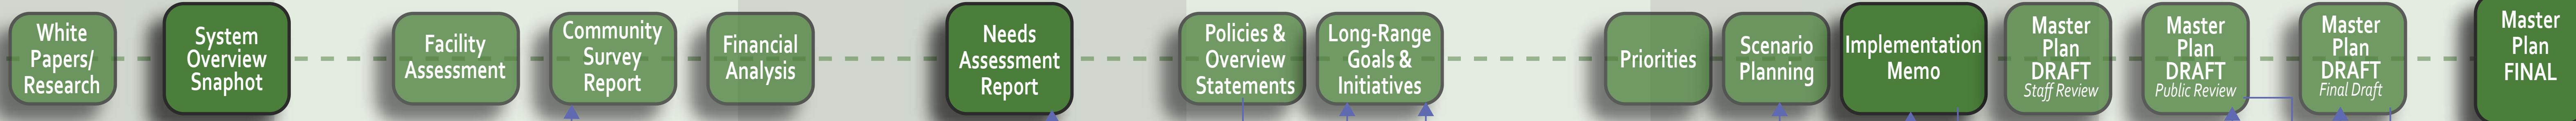 White
Papers/
Research
System
Overview
Snaphot
Facility
Assessment
Community
Survey
Report
Financial
Analysis
Needs
Assessment
Report
Policies &
Overview
Statements
Long-Range
Goals &
Initiatives
Priorities
Scenario
Planning
Implementation
Memo
Master
Plan
DRAFT
Staff Review
Master
Plan
DRAFT
Public Review
Master
Plan
DRAFT
Final Draft
Master
Plan
FINAL